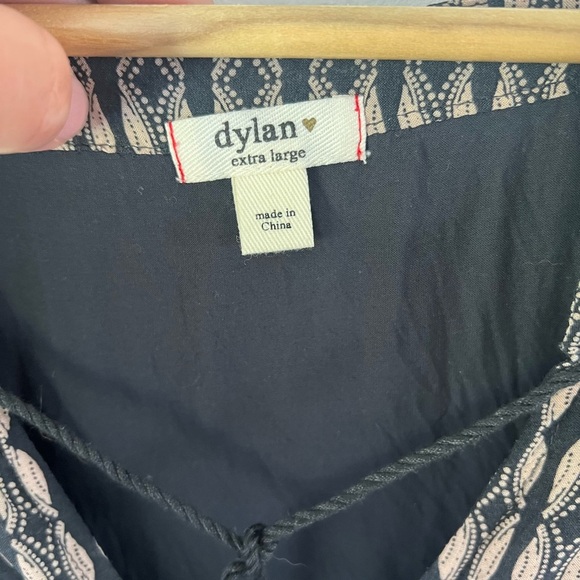 dylan
extra large
made in
China